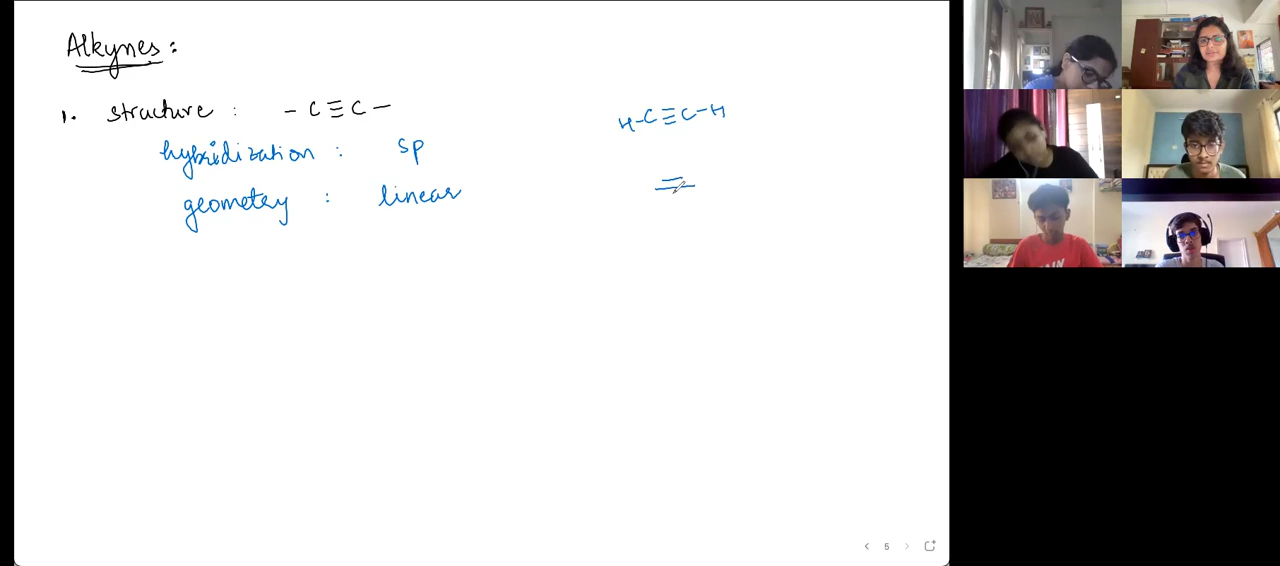 Alkynes:
1. Structure : - C ≡ C -
H-C≡C-H
hybridization : sp
geometry : linear
5